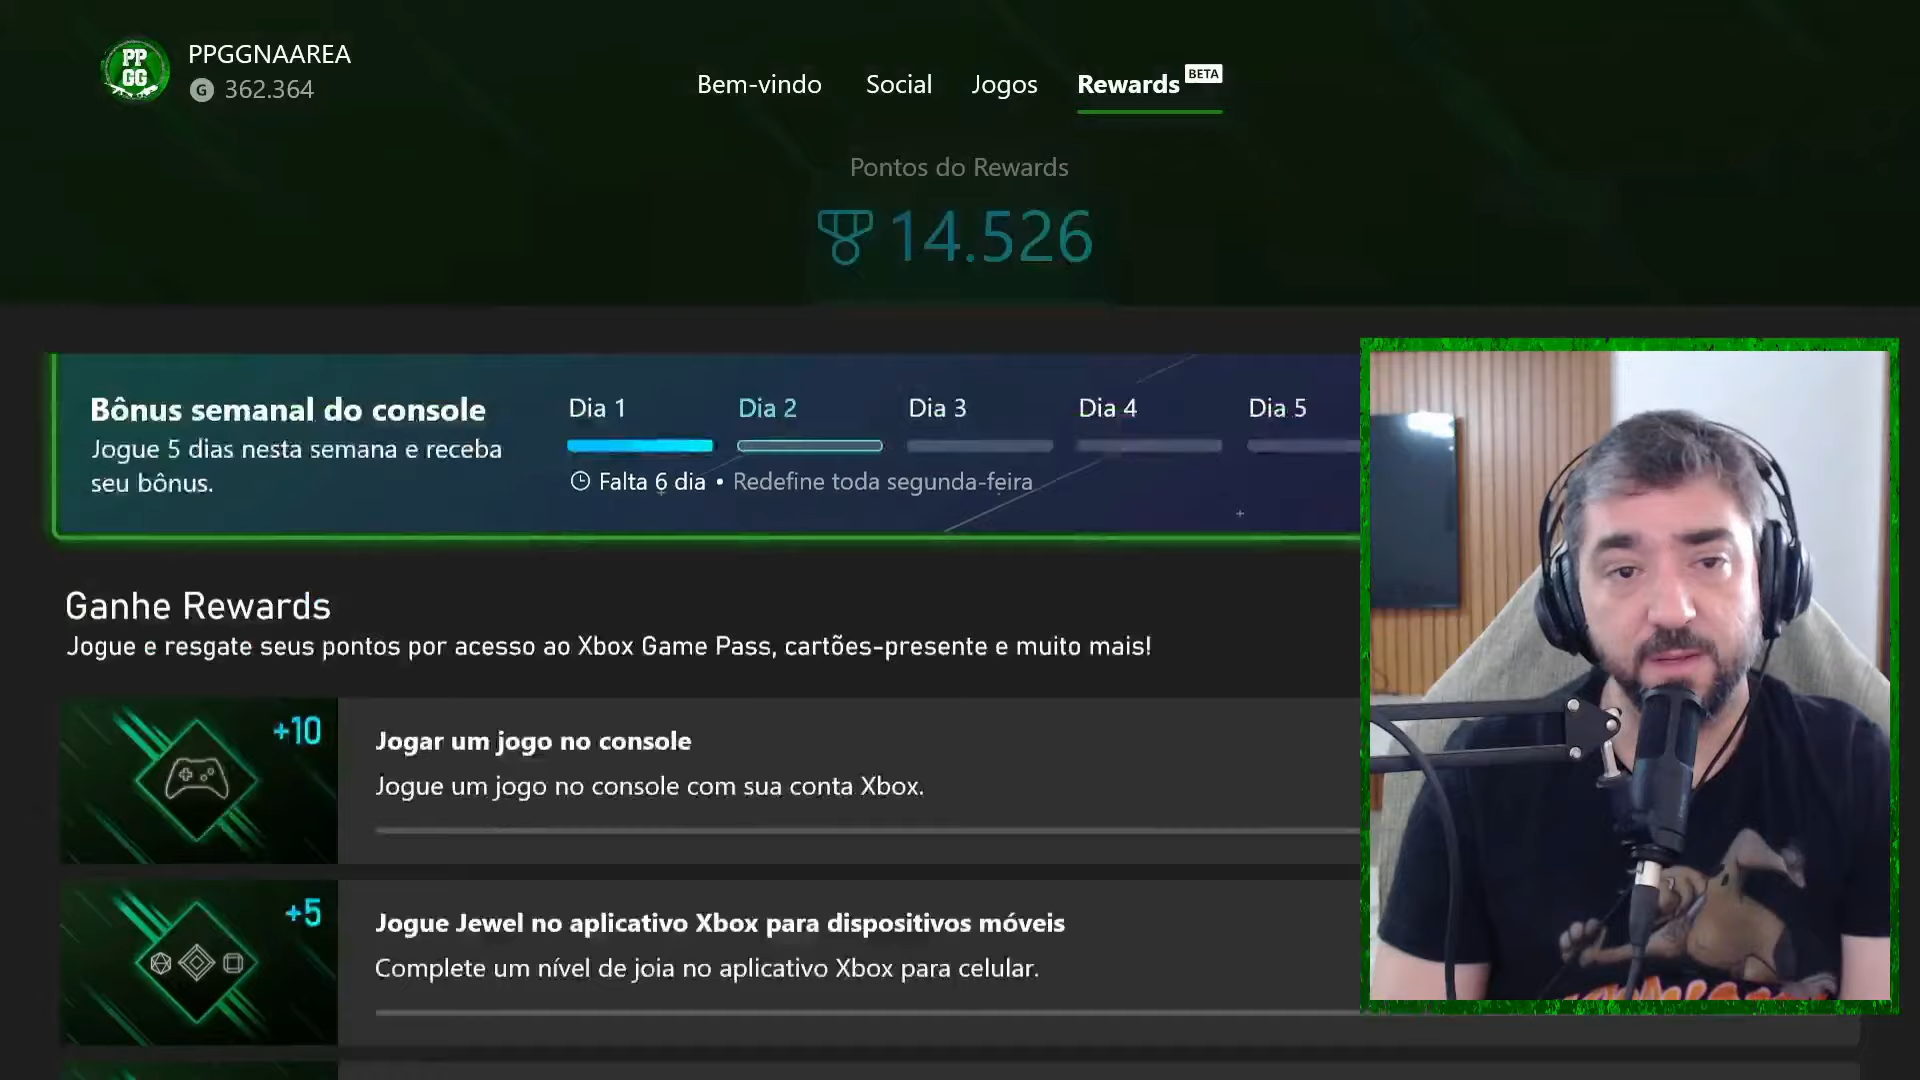 PP
GG
PPGGNAAREA
G 362.364
Bem-vindo
Social
Jogos
Rewards BETA
Pontos do Rewards
14.526
Bônus semanal do console
Jogue 5 dias nesta semana e receba
seu bônus.
Dia 1
Dia 2
Dia 3
Dia 4
Dia 5
Falta 6 dia • Redefine toda segunda-feira
Ganhe Rewards
Jogue e resgate seus pontos por acesso ao Xbox Game Pass, cartões-presente e muito mais!
+10
Jogar um jogo no console
Jogue um jogo no console com sua conta Xbox.
+5
Jogue Jewel no aplicativo Xbox para dispositivos móveis
Complete um nível de joia no aplicativo Xbox para celular.